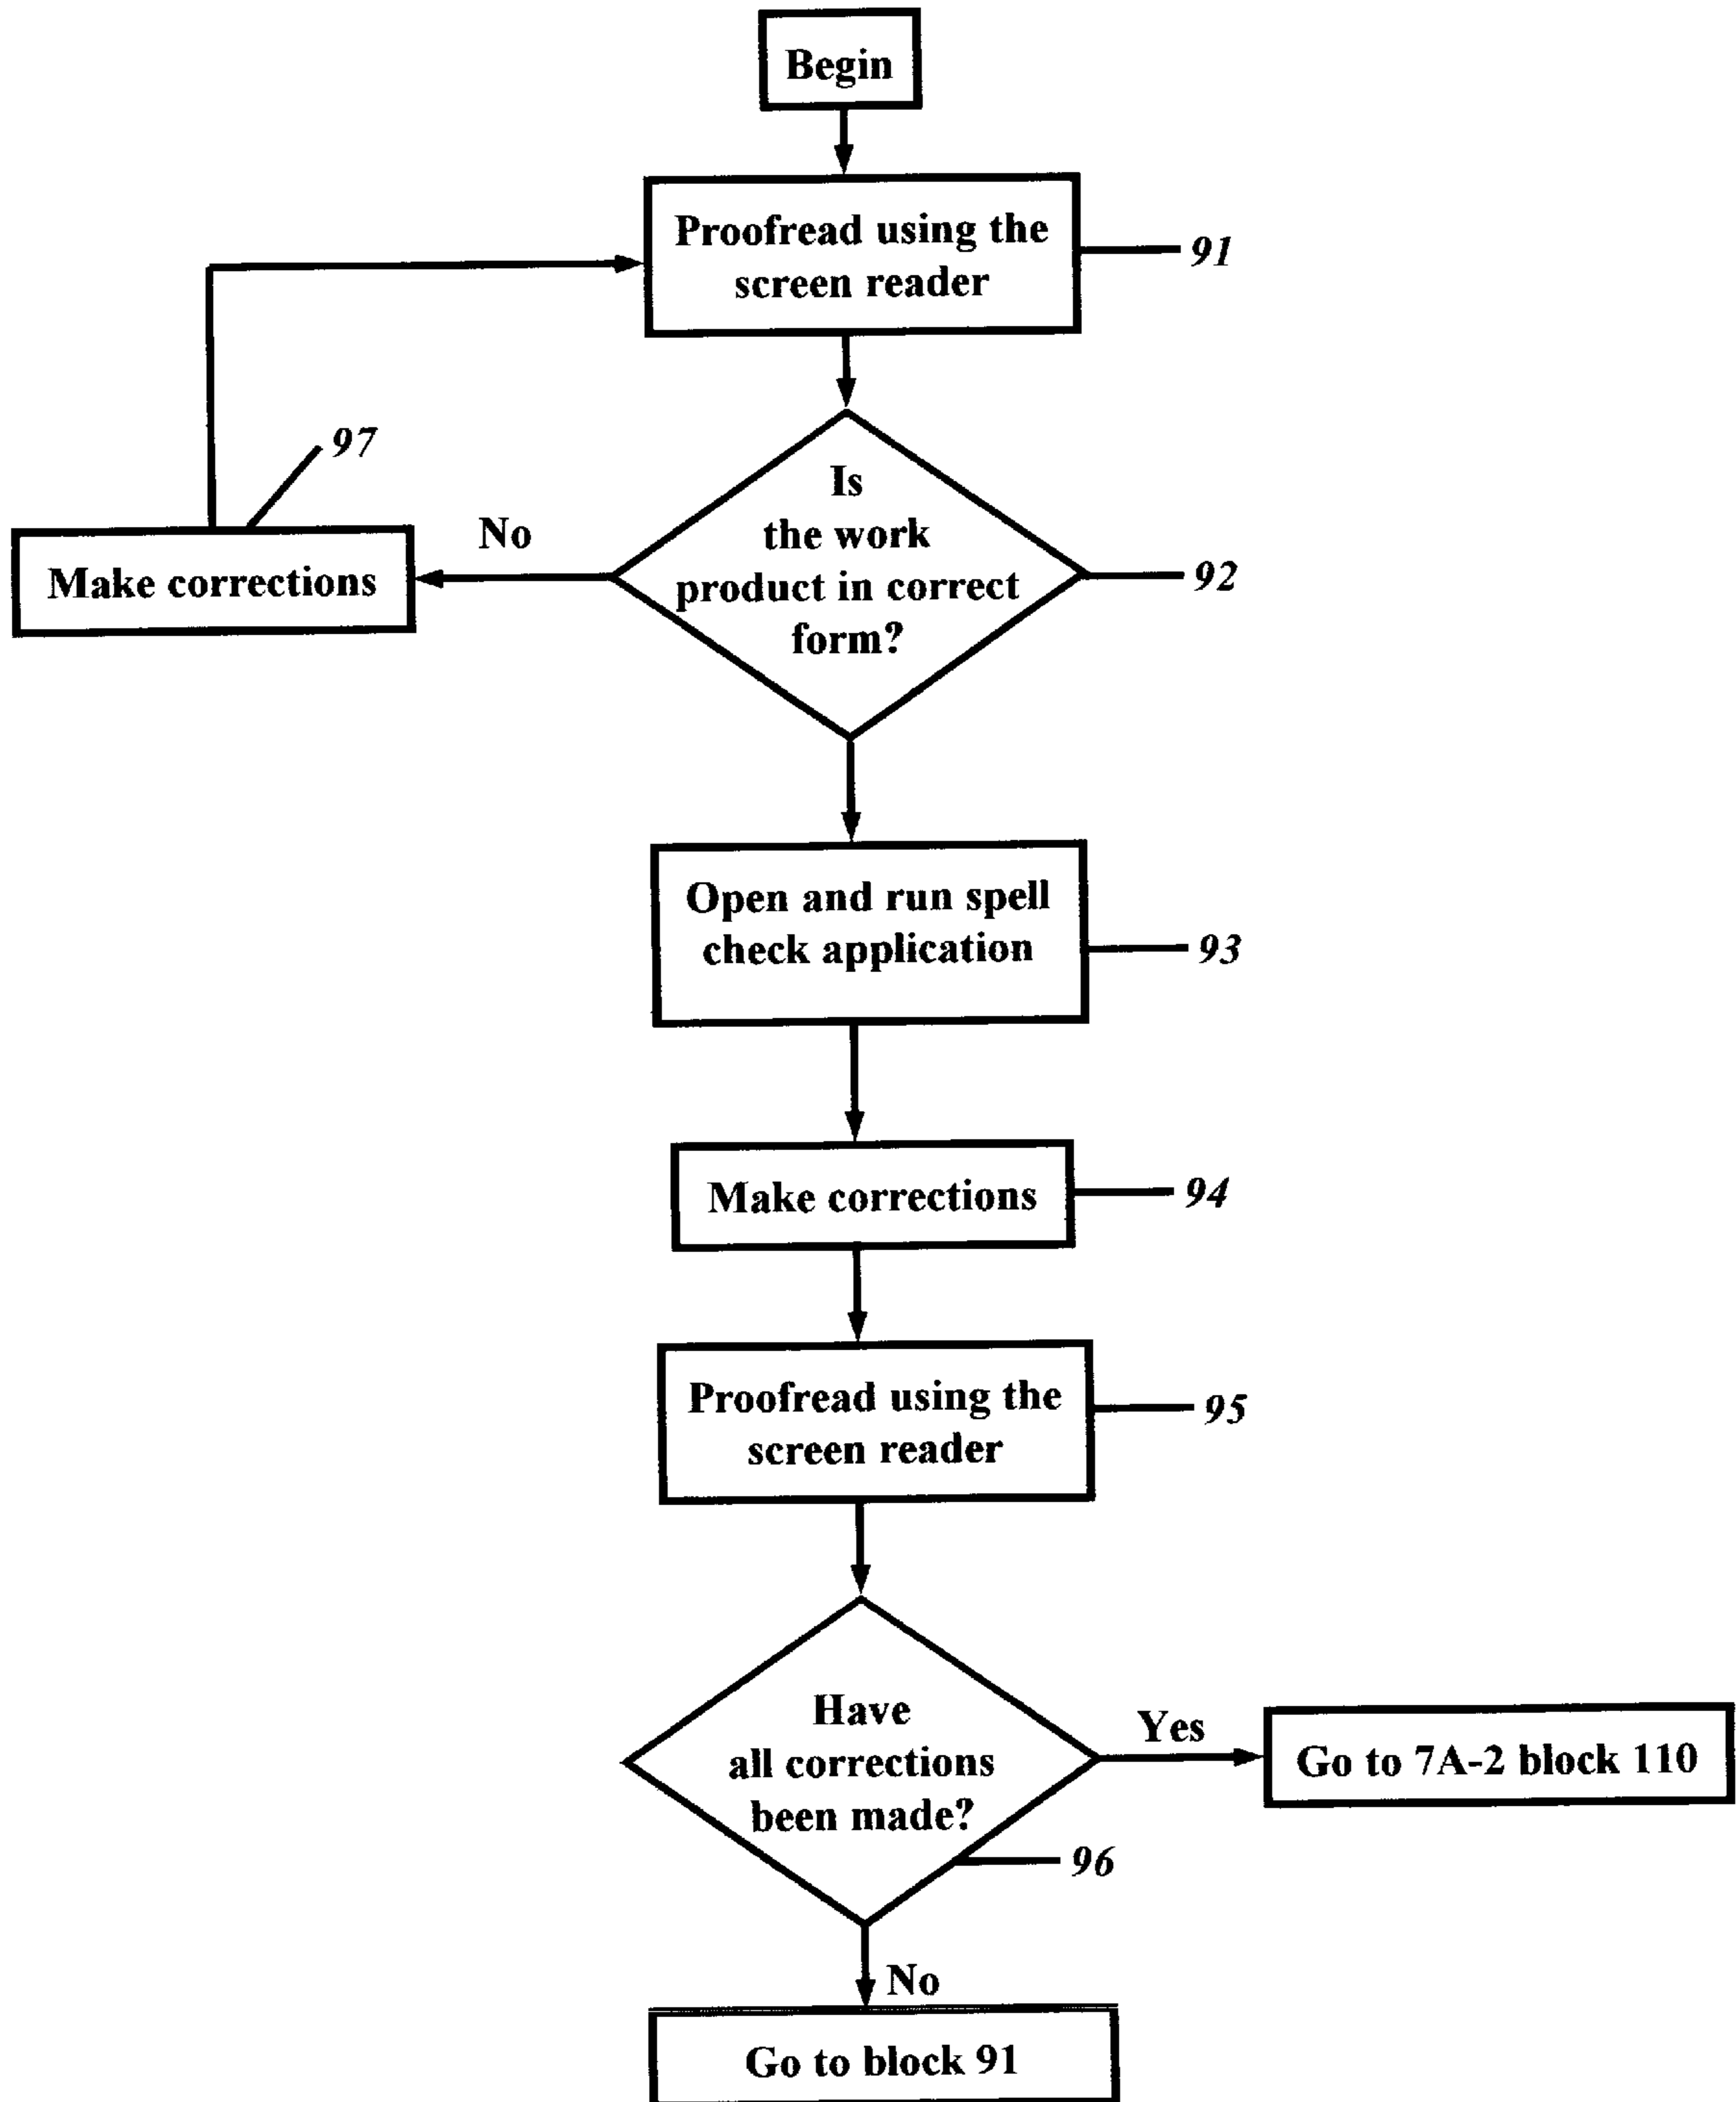 Begin
Proofread using the
screen reader
91
97
Is
the work
product in correct
form?
No
Make corrections
92
Open and run spell
check application
93
Make corrections
94
Proofread using the
screen reader
95
Have
all corrections
been made?
Yes
Go to 7A-2 block 110
96
No
Go to block 91